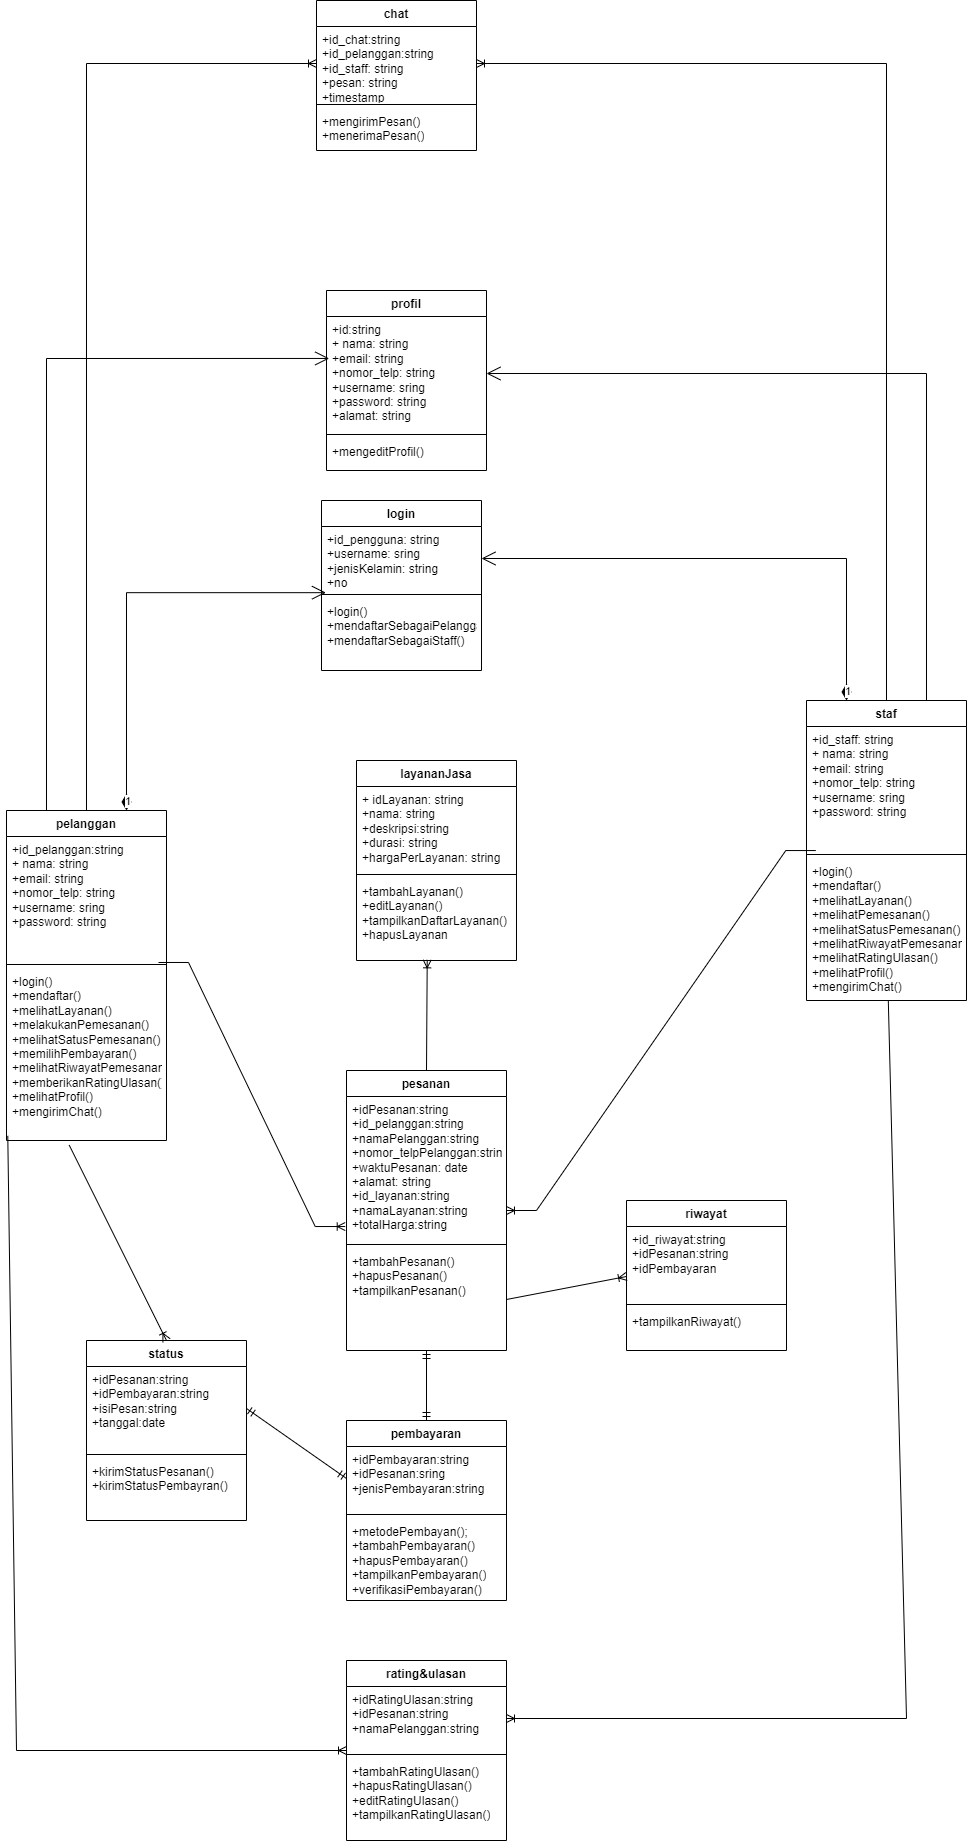 chat
+id_chat:string
+id_pelanggan:string
+id_staff: string
+pesan: string
+timestamp
+mengirimPesan()
+menerimaPesan()
profil
+id:string
+ nama: string
+email: string
+nomor_telp: string
+username: sring
+password: string
+alamat: string
+mengeditProfil()
login
+id_pengguna: string
+username: sring
+jenisKelamin: string
+no
+login()
+mendaftarSebagaiPelangg
+mendaftarSebagaiStaff()
1
1
staf
+id_staff: string
+ nama: string
+email: string
+nomor_telp: string
+username: sring
+password: string
+login()
+mendaftar()
+melihatLayanan()
+melihatPemesanan()
+melihatSatusPemesanan()
+melihatRiwayatPemesanar
+melihatRatingUlasan()
+melihatProfil()
+mengirimChat()
layananJasa
+ idLayanan: string
+nama: string
+deskripsi:string
+durasi: string
+hargaPerLayanan: string
+tambahLayanan()
+editLayanan()
+tampilkanDaftarLayanan()
+hapusLayanan
pelanggan
+id_pelanggan:string
+ nama: string
+email: string
+nomor_telp: string
+username: sring
+password: string
+login()
+mendaftar()
+melihatLayanan()
+melakukanPemesanan()
+melihatSatusPemesanan()
+memilihPembayaran()
+melihatRiwayatPemesanar
+memberikanRatingUlasan(
+melihatProfil()
+mengirimChat()
pesanan
+idPesanan:string
+id_pelanggan:string
+namaPelanggan:string
+nomor_telpPelanggan:strin
+waktuPesanan: date
+alamat: string
+id_layanan:string
+namaLayanan:string
+totalHarga:string
+tambahPesanan()
+hapusPesanan()
+tampilkanPesanan()
riwayat
+id_riwayat:string
+idPesanan:string
+idPembayaran
+tampilkanRiwayat()
status
+idPesanan:string
+idPembayaran:string
+isiPesan:string
+tanggal:date
+kirimStatusPesanan()
+kirimStatusPembayran()
pembayaran
+idPembayaran:string
+idPesanan:sring
+jenisPembayaran:string
+metodePembayan();
+tambahPembayaran()
+hapusPembayaran()
+tampilkanPembayaran()
+verifikasiPembayaran()
rating&ulasan
+idRatingUlasan:string
+idPesanan:string
+namaPelanggan:string
+tambahRatingUlasan()
+hapusRatingUlasan()
+editRatingUlasan()
+tampilkanRatingUlasan()